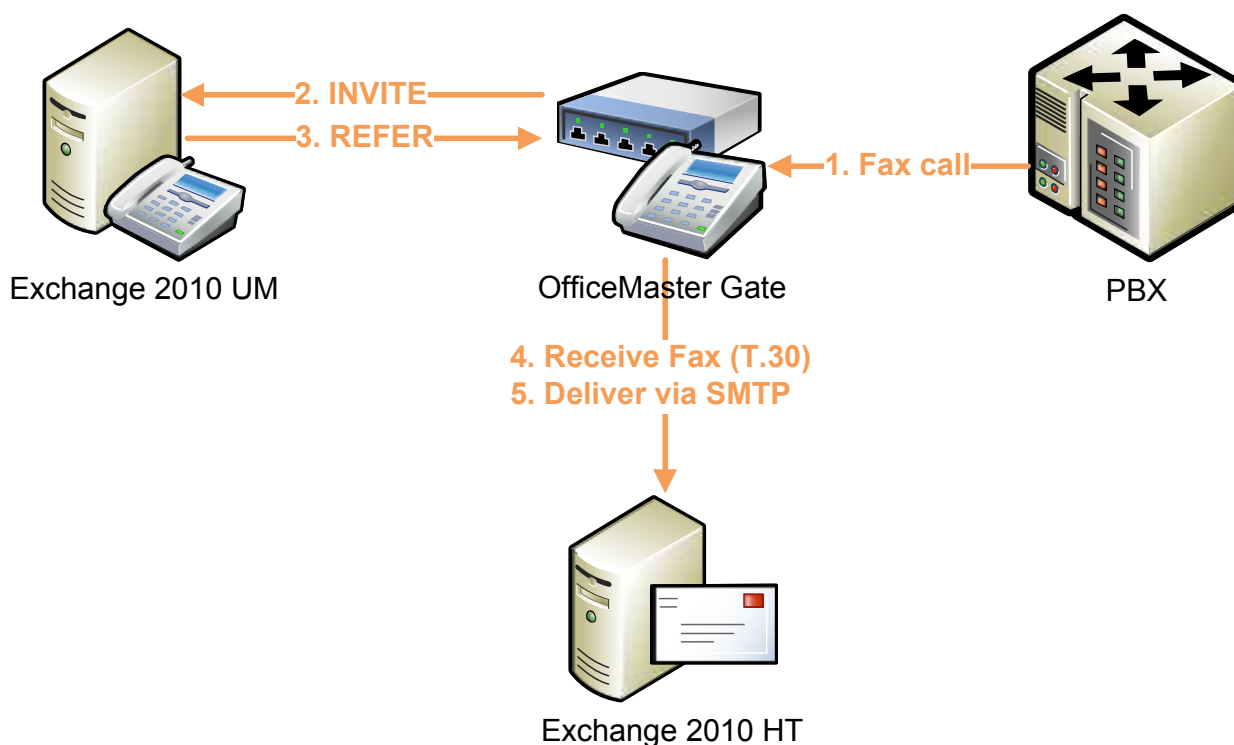 2. INVITE
3. REFER
1. Fax call
Exchange 2010 UM
OfficeMaster Gate
PBX
4. Receive Fax (T.30)
5. Deliver via SMTP
Exchange 2010 HT